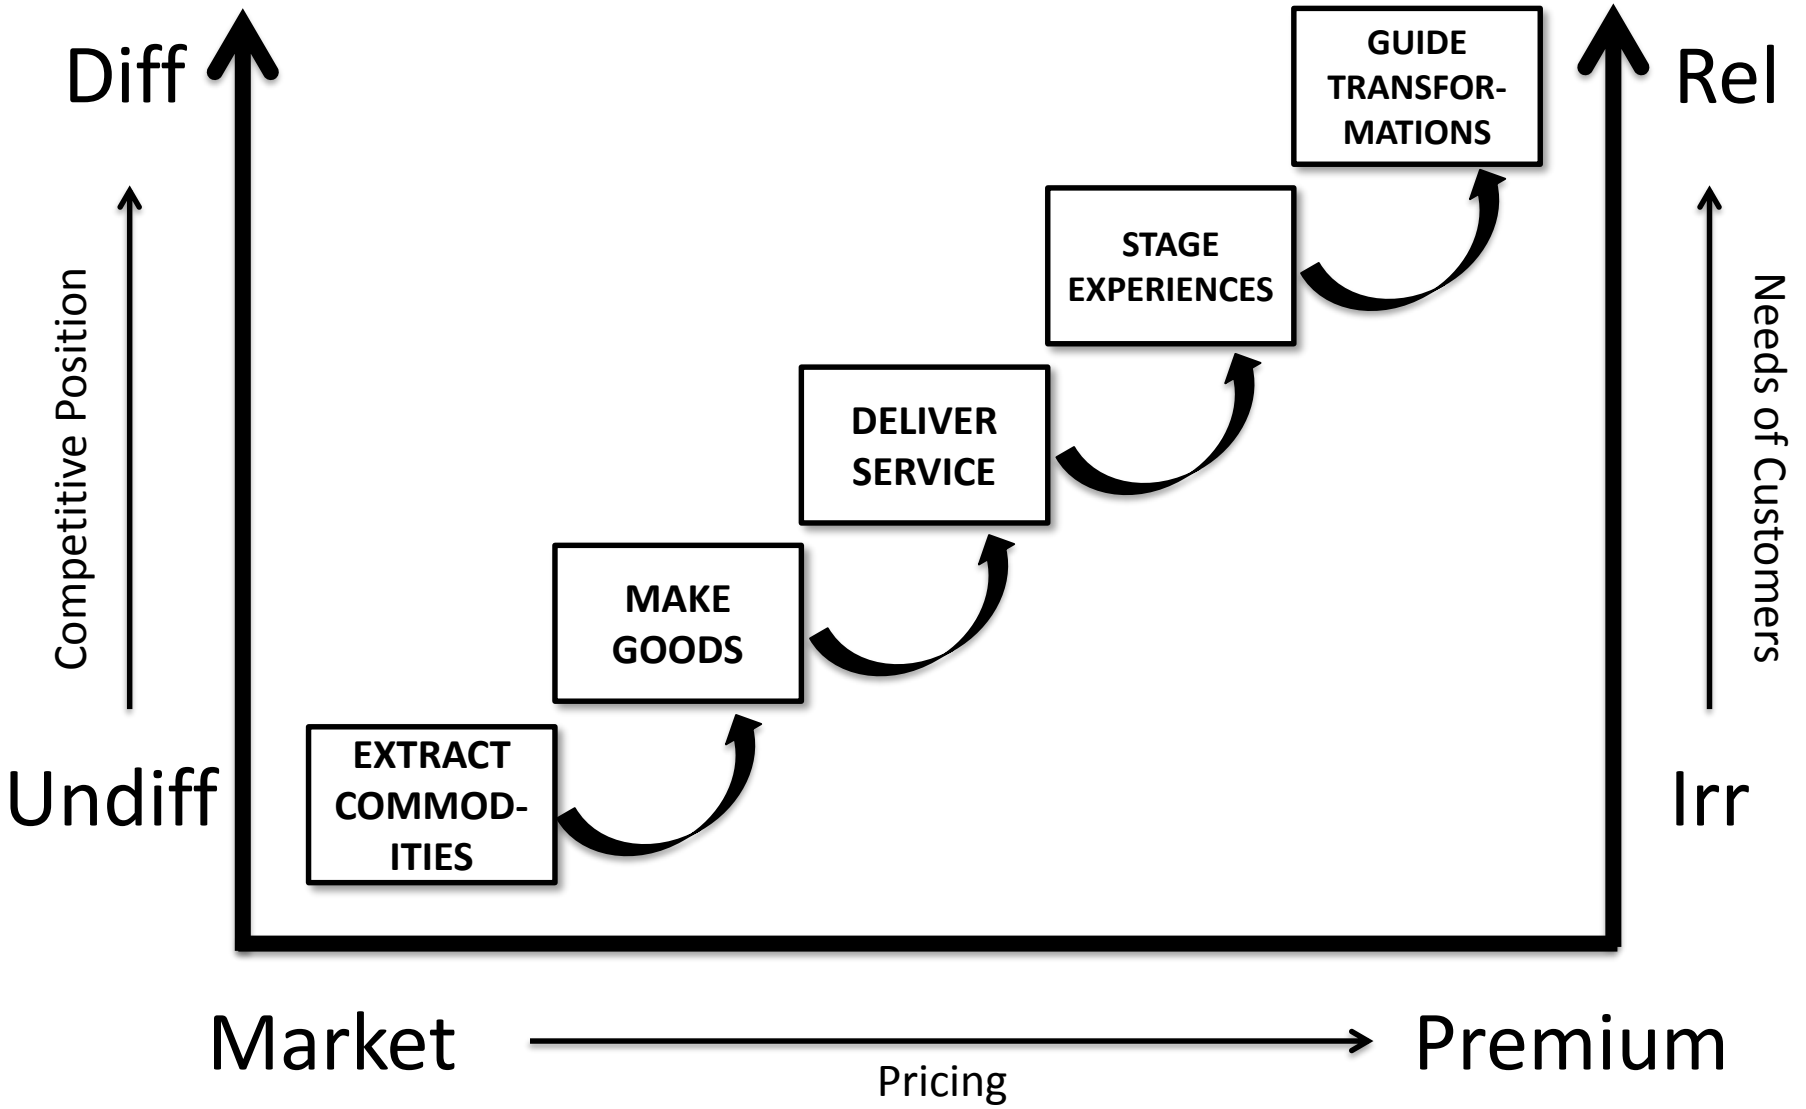 Diff
GUIDE
TRANSFOR-
MATIONS
Rel
STAGE
EXPERIENCES
Competitive Position
Needs of Customers
DELIVER
SERVICE
MAKE
GOODS
EXTRACT
COMMOD-
ITIES
Undiff
Irr
Market
Pricing
Premium